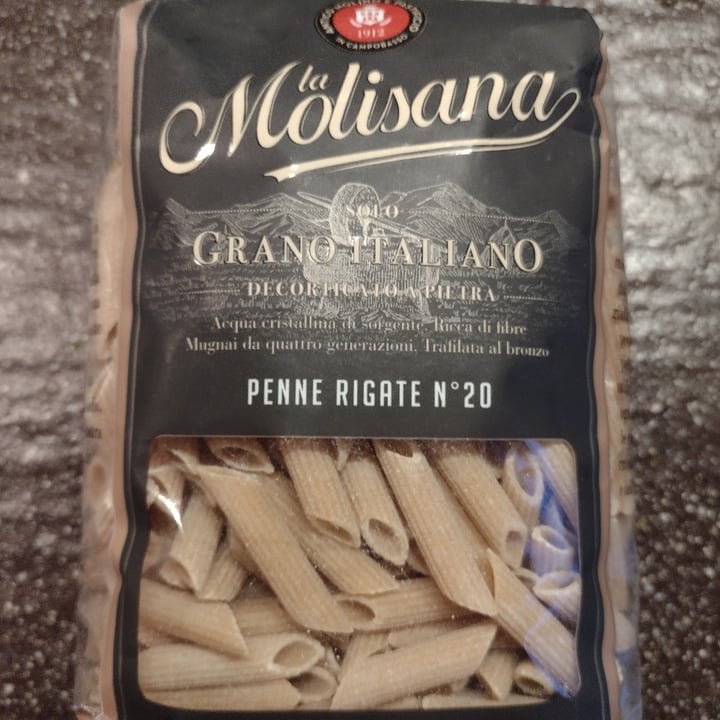 1912
IN CAMPOBASSO
la
Molisana
SOLO
GRANO ITALIANO
DECORTICATO A PIETRA
Acqua cristallina di sorgente, Ricca di fibre
Mugnai da quattro generazioni, Trafilata al bronzo
PENNE RIGATE N°20